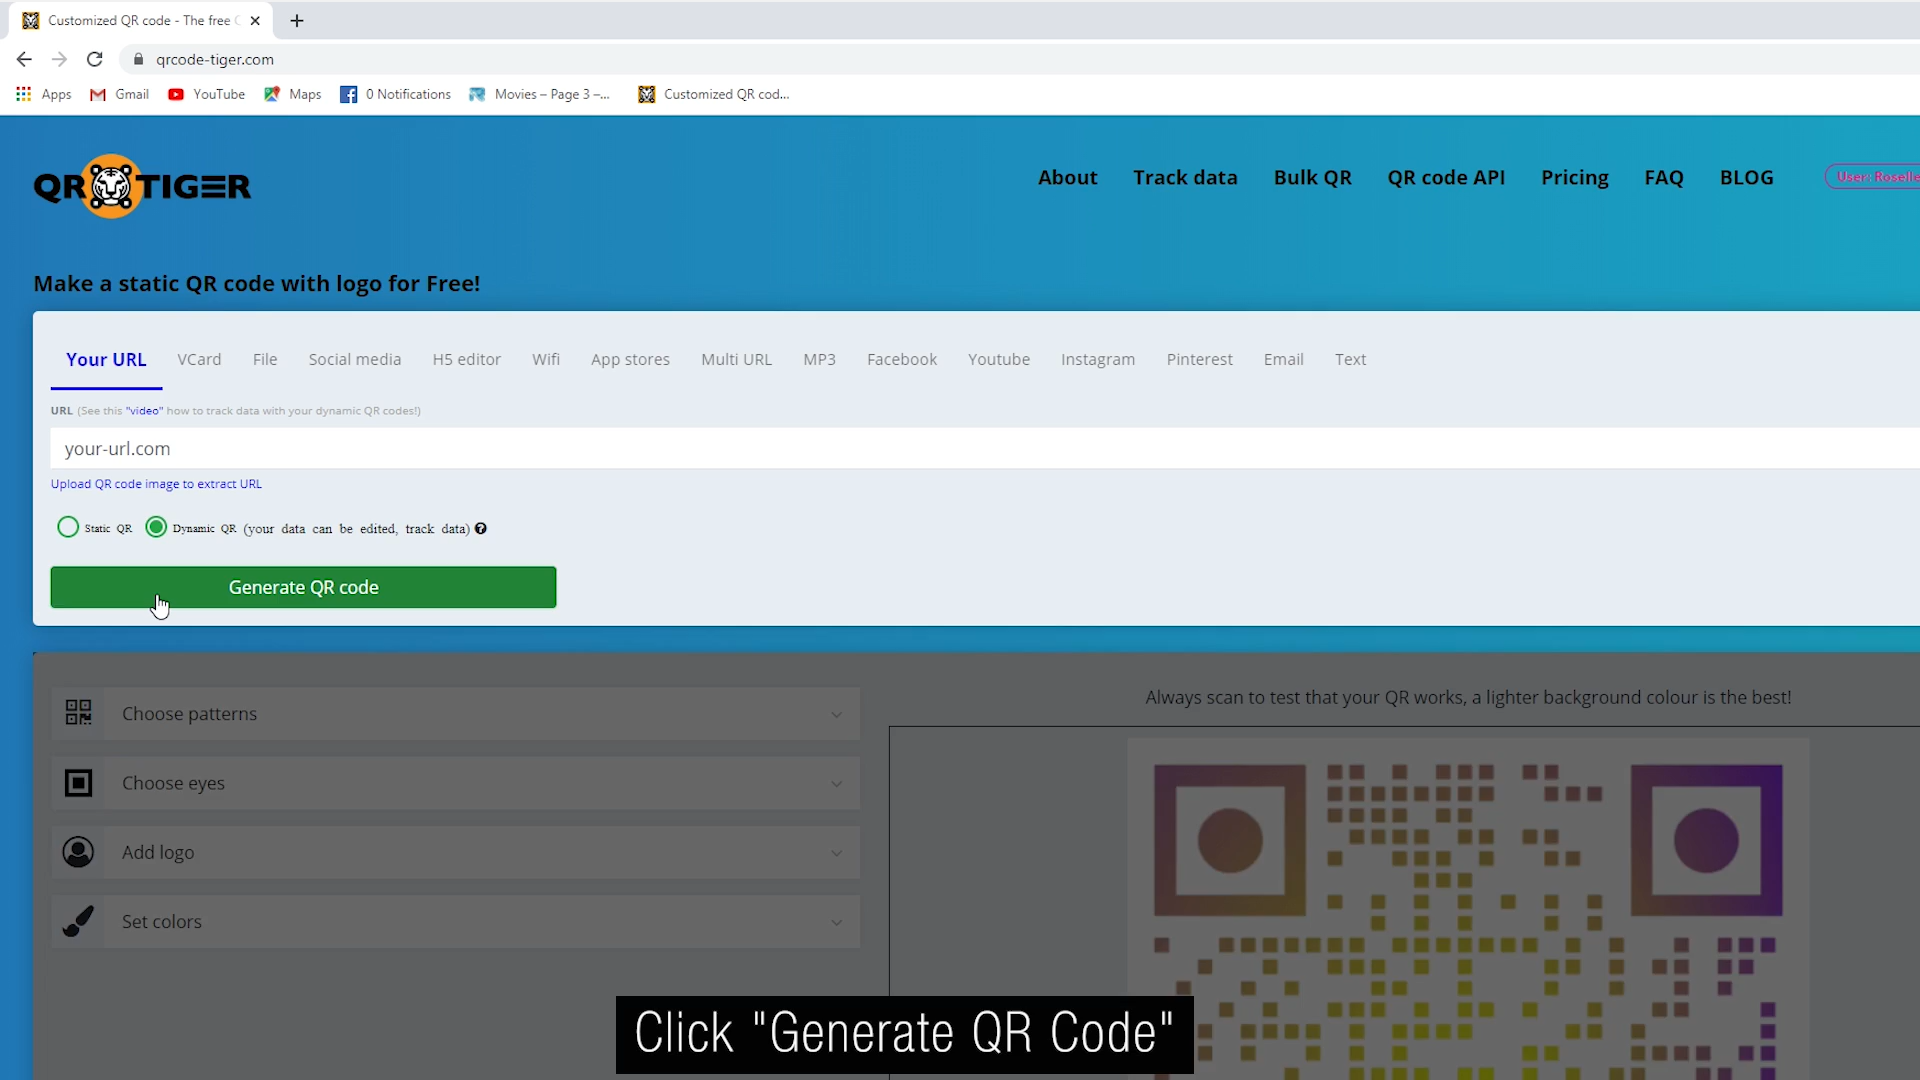 Customized QR code - The free
qrcode-tiger.com
Apps Gmail YouTube Maps 0 Notifications Movies – Page 3 –... Customized QR cod...
QR TIGER
About Track data Bulk QR QR code API Pricing FAQ BLOG User: Roselle
Make a static QR code with logo for Free!
Your URL VCard File Social media H5 editor Wifi App stores Multi URL MP3 Facebook Youtube Instagram Pinterest Email Text
URL (See this "video" how to track data with your dynamic QR codes!)
your-url.com
Upload QR code image to extract URL
Static QR Dynamic QR (your data can be edited, track data)
Generate QR code
Choose patterns
Always scan to test that your QR works, a lighter background colour is the best!
Choose eyes
Add logo
Set colors
Click "Generate QR Code"